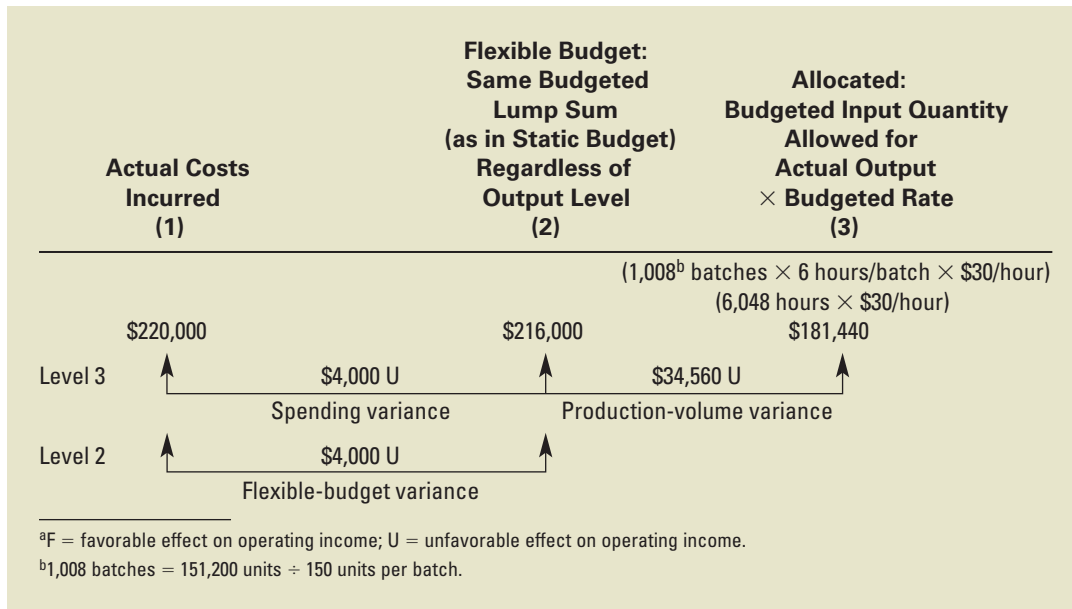 Actual Costs
Incurred
(1)
Flexible Budget:
Same Budgeted
Lump Sum
(as in Static Budget)
Regardless of
Output Level
(2)
Allocated:
Budgeted Input Quantity
Allowed for
Actual Output
× Budgeted Rate
(3)
(1,008ᵇ batches × 6 hours/batch × $30/hour)
(6,048 hours × $30/hour)
$220,000 $216,000 $181,440
Level 3 $4,000 U $34,560 U
Spending variance Production-volume variance
Level 2 $4,000 U
Flexible-budget variance
ᵃF = favorable effect on operating income; U = unfavorable effect on operating income.
ᵇ1,008 batches = 151,200 units ÷ 150 units per batch.